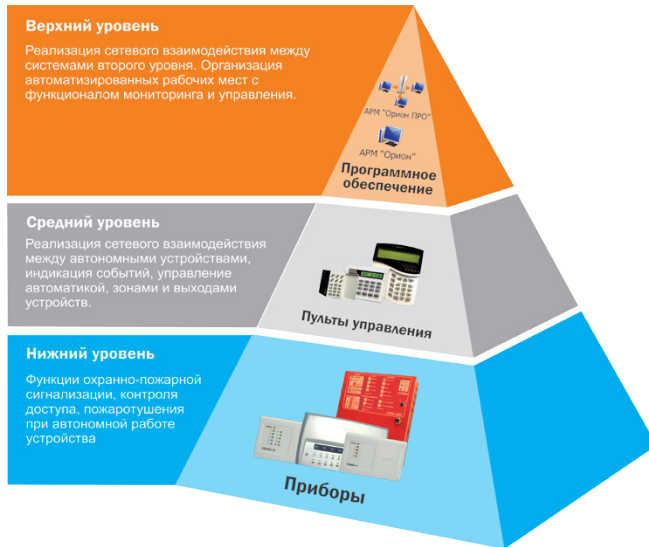 Верхний уровень
Реализация сетевого взаимодействия между
системами второго уровня. Организация
автоматизированных рабочих мест с
функционалом мониторинга и управления.
АРМ "Орион ПРО"
АРМ "Орион"
Программное
обеспечение
Средний уровень
Реализация сетевого взаимодействия
между автономными устройствами,
индикация событий, управление
автоматикой, зонами и выходами
устройств.
Пульты управления
Нижний уровень
Функции охранно-пожарной
сигнализации, контроля
доступа, пожаротушения
при автономной работе
устройства
Приборы